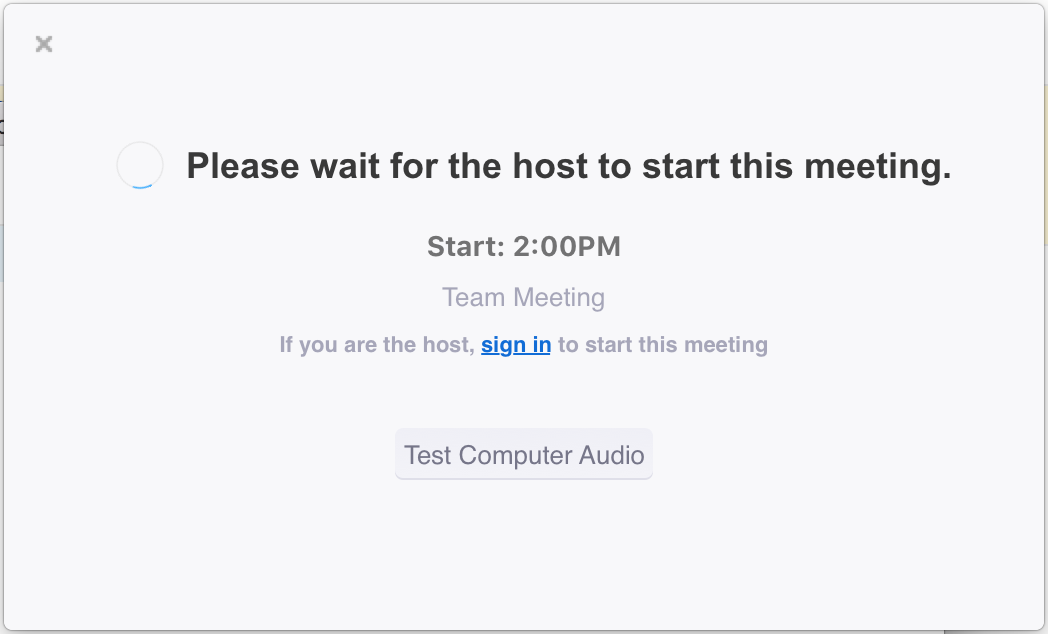 Please wait for the host to start this meeting.
Start: 2:00PM
Team Meeting
If you are the host, sign in to start this meeting
Test Computer Audio